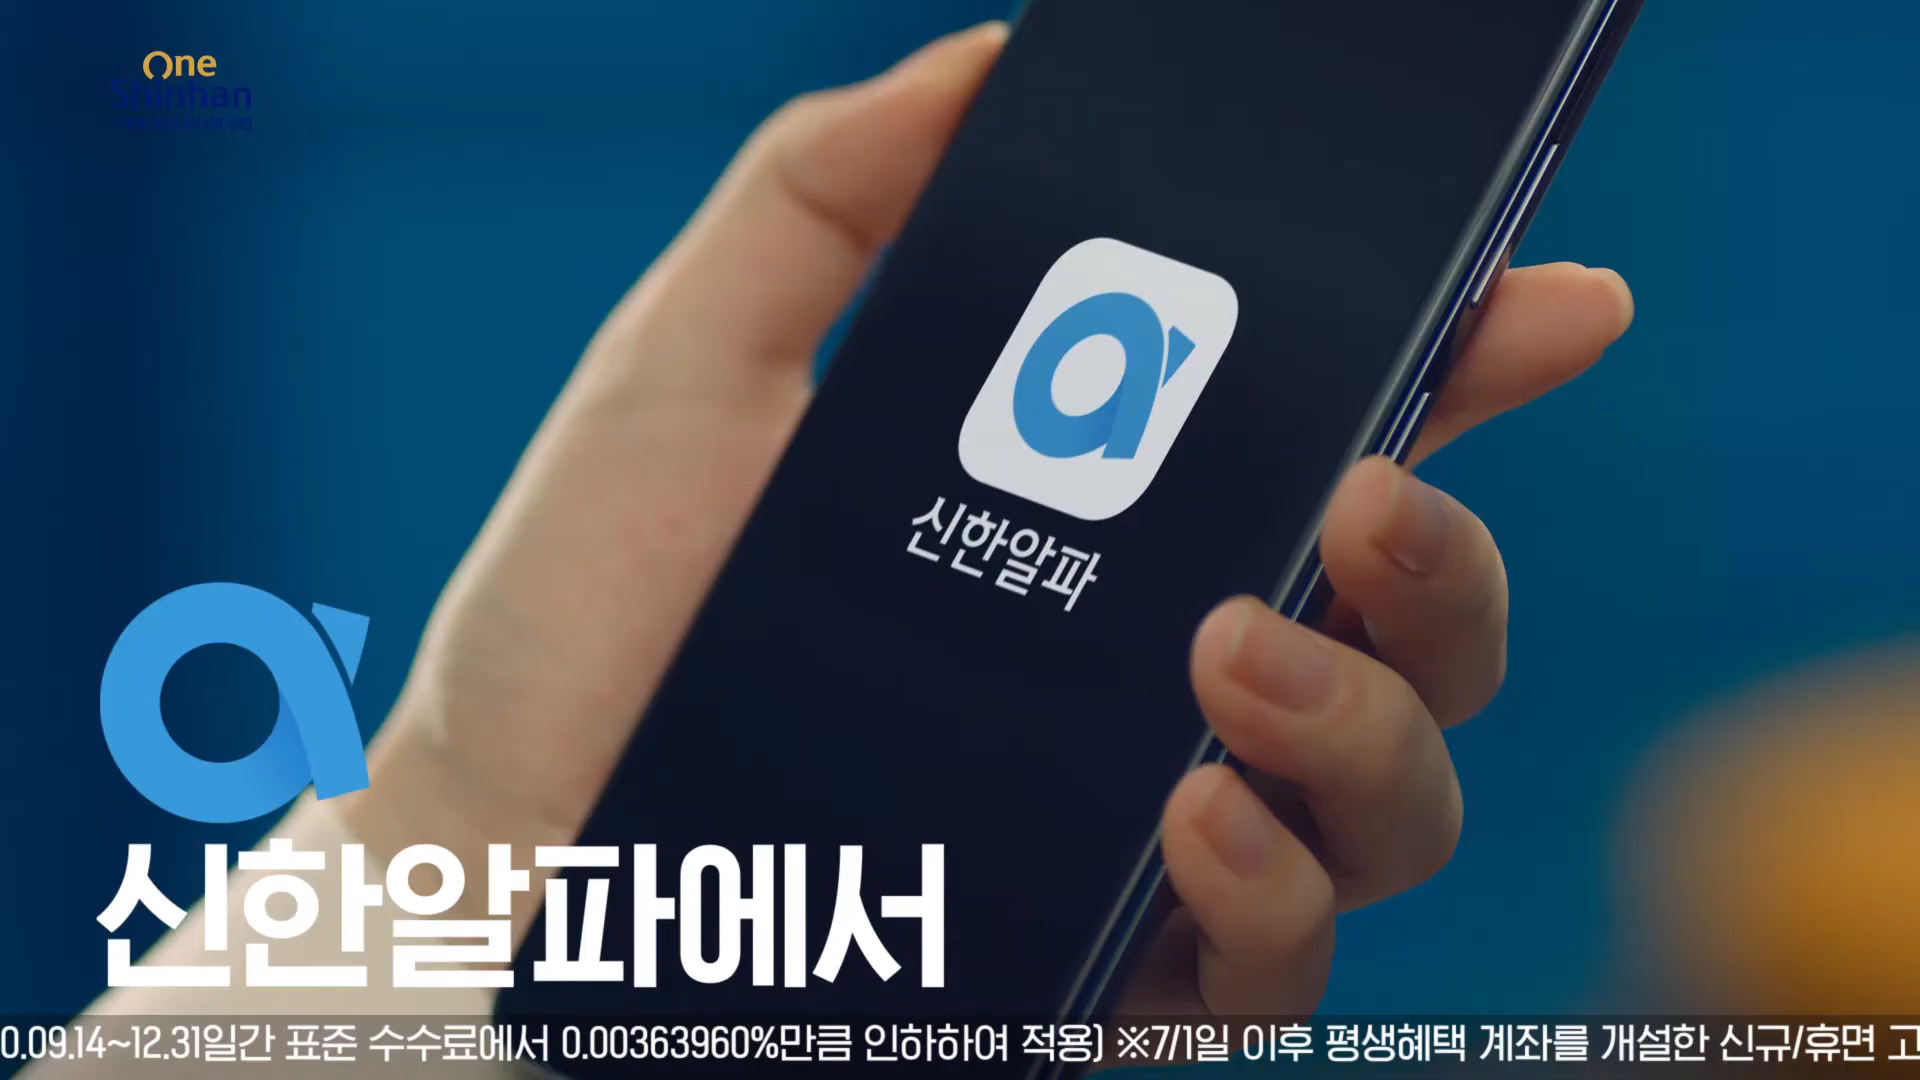 One
Shinhan
신한알파
신한알파에서
0.09.14~12.31일간 표준 수수료에서 0.00363960%만큼 인하하여 적용) ※7/1일 이후 평생혜택 계좌를 개설한 신규/휴면 고